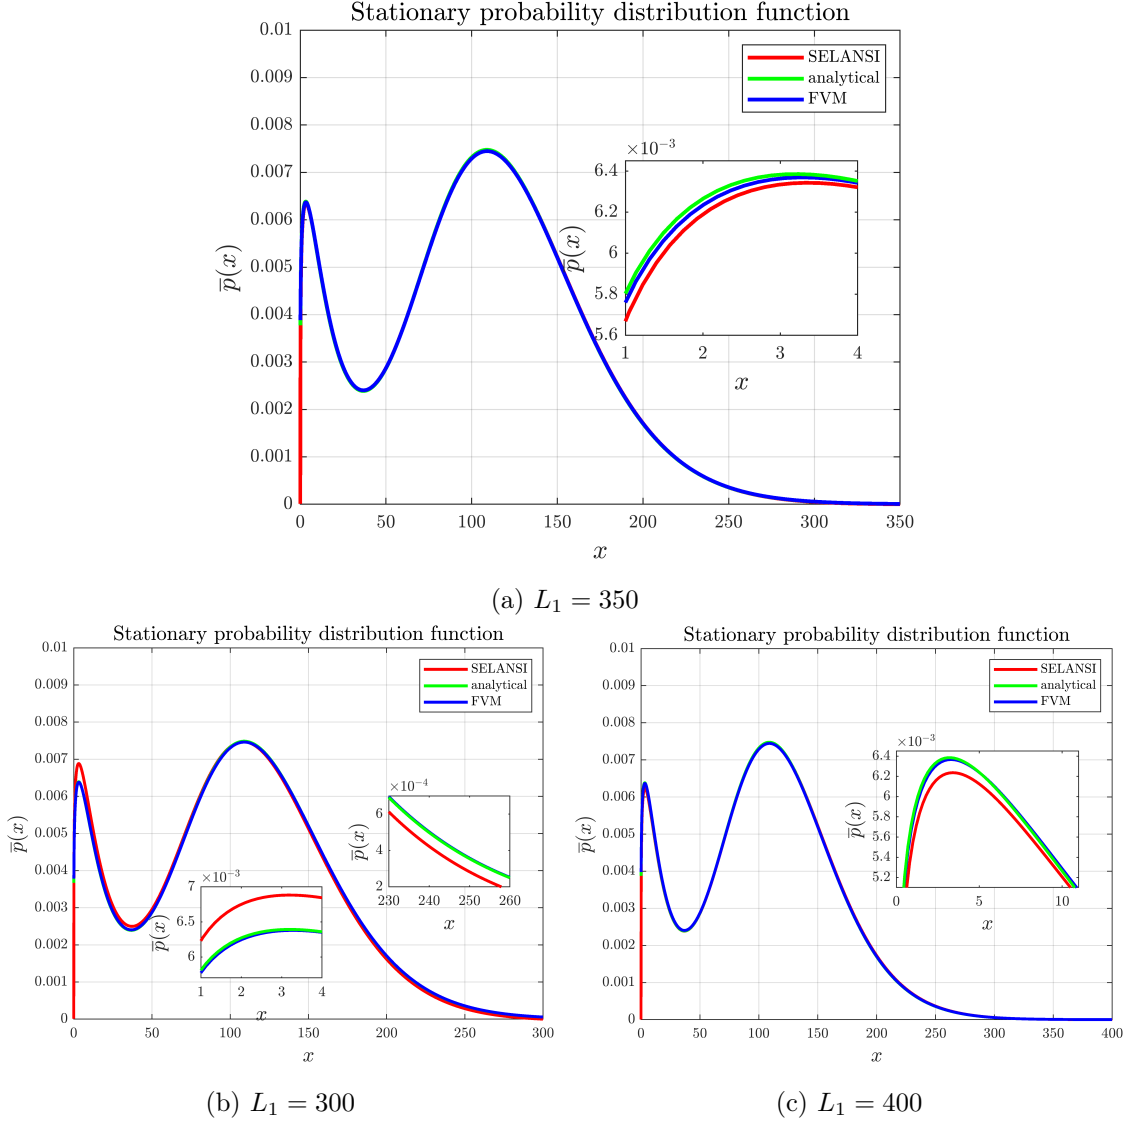 Stationary probability distribution function
0.01
0.009
0.008
0.007
0.006
0.005
0.004
0.003
0.002
0.001
0
p̅(x)
SELANSI
analytical
FVM
×10⁻³
6.4
6.2
6
5.8
5.6
p̅(x)
1 2 3 4
x
0 50 100 150 200 250 300 350
x
(a) L₁ = 350
Stationary probability distribution function
0.01
0.009
0.008
0.007
0.006
0.005
0.004
0.003
0.002
0.001
0
p̅(x)
SELANSI
analytical
FVM
×10⁻⁴
6
4
2
p̅(x)
230 240 250 260
x
×10⁻³
7
6.5
6
p̅(x)
1 2 3 4
x
0 50 100 150 200 250 300
x
(b) L₁ = 300
Stationary probability distribution function
0.01
0.009
0.008
0.007
0.006
0.005
0.004
0.003
0.002
0.001
0
p̅(x)
SELANSI
analytical
FVM
×10⁻³
6.4
6.2
6
5.8
5.6
5.4
5.2
p̅(x)
0 5 10
x
0 50 100 150 200 250 300 350 400
x
(c) L₁ = 400